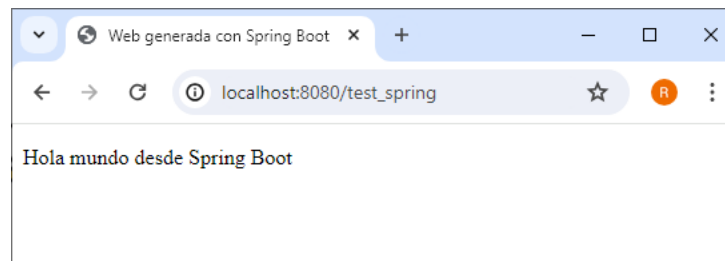 Web generada con Spring Boot
localhost:8080/test_spring
R
Hola mundo desde Spring Boot